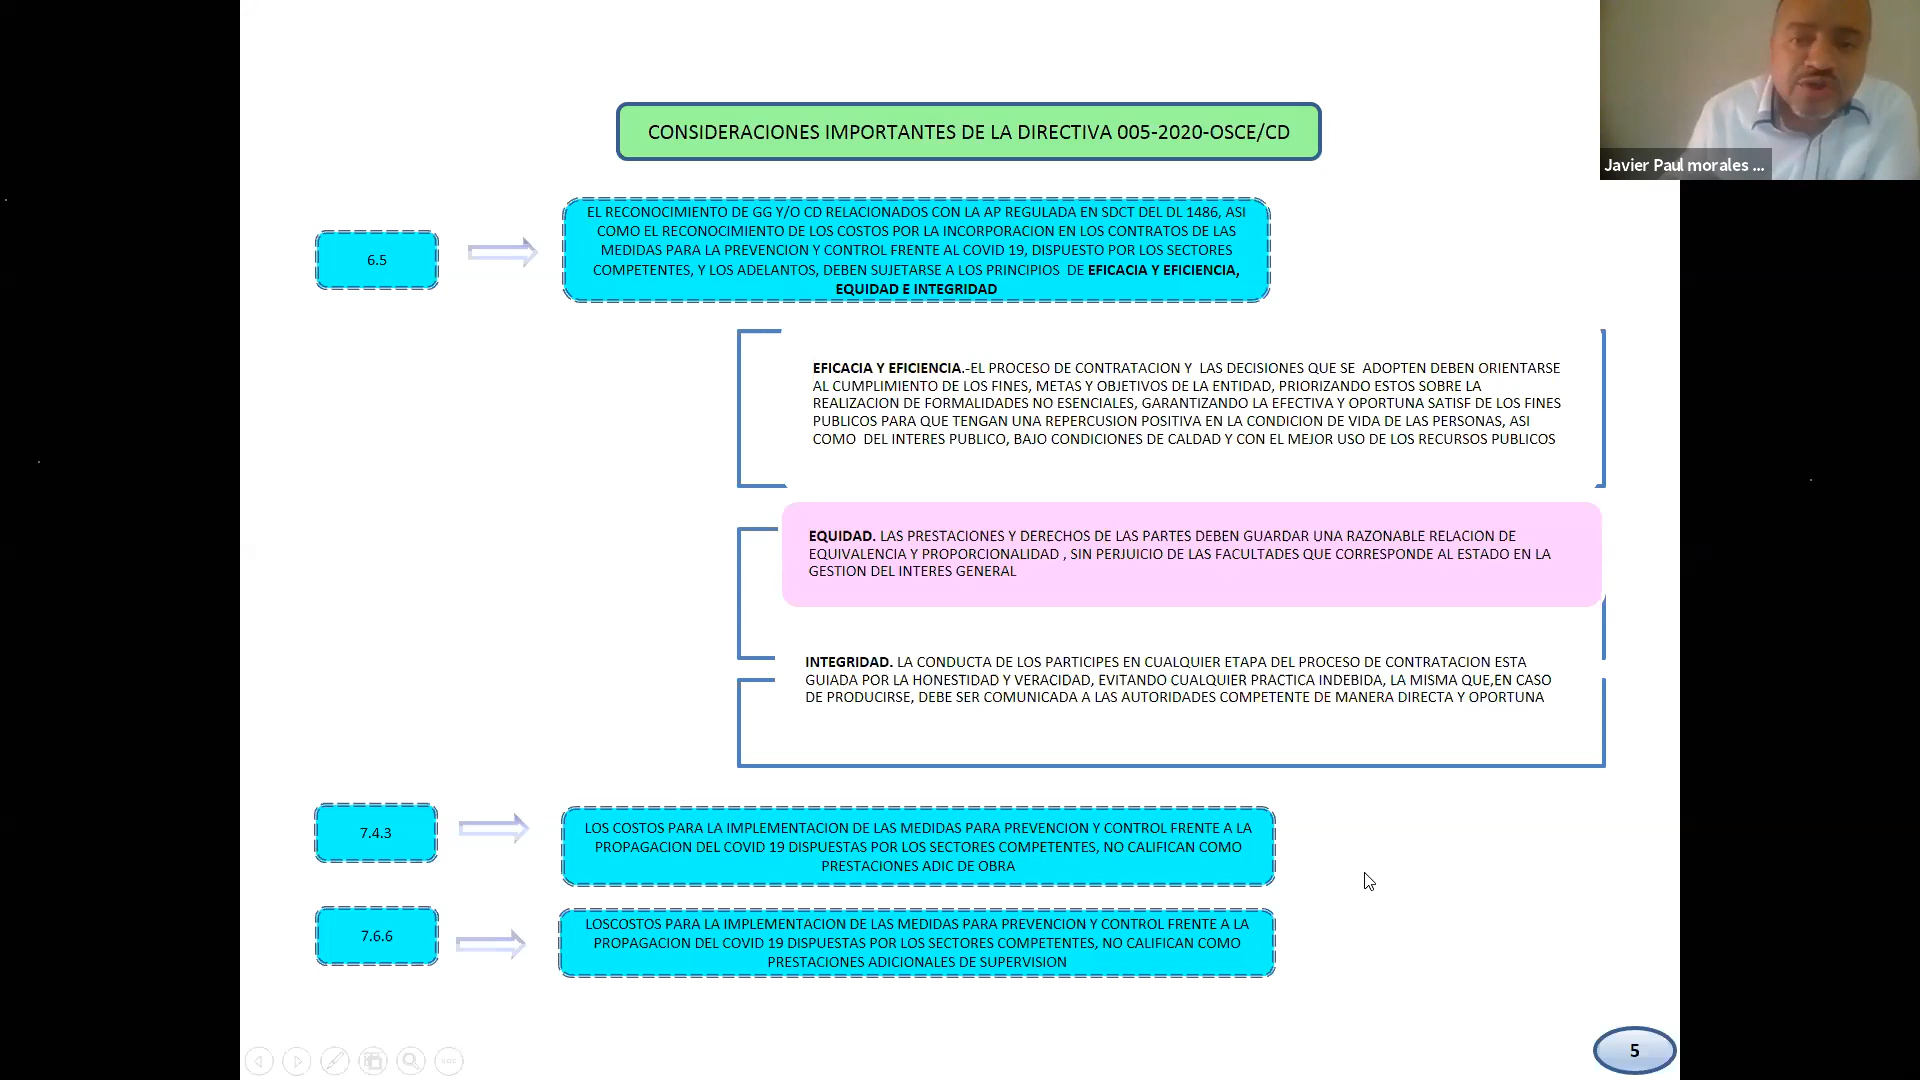 CONSIDERACIONES IMPORTANTES DE LA DIRECTIVA 005-2020-OSCE/CD
Javier Paul morales ...
6.5
EL RECONOCIMIENTO DE GG Y/O CD RELACIONADOS CON LA AP REGULADA EN SDCT DEL DL 1486, ASI
COMO EL RECONOCIMIENTO DE LOS COSTOS POR LA INCORPORACION EN LOS CONTRATOS DE LAS
MEDIDAS PARA LA PREVENCION Y CONTROL FRENTE AL COVID 19, DISPUESTO POR LOS SECTORES
COMPETENTES, Y LOS ADELANTOS, DEBEN SUJETARSE A LOS PRINCIPIOS DE EFICACIA Y EFICIENCIA,
EQUIDAD E INTEGRIDAD
EFICACIA Y EFICIENCIA.-EL PROCESO DE CONTRATACION Y LAS DECISIONES QUE SE ADOPTEN DEBEN ORIENTARSE
AL CUMPLIMIENTO DE LOS FINES, METAS Y OBJETIVOS DE LA ENTIDAD, PRIORIZANDO ESTOS SOBRE LA
REALIZACION DE FORMALIDADES NO ESENCIALES, GARANTIZANDO LA EFECTIVA Y OPORTUNA SATISF DE LOS FINES
PUBLICOS PARA QUE TENGAN UNA REPERCUSION POSITIVA EN LA CONDICION DE VIDA DE LAS PERSONAS, ASI
COMO DEL INTERES PUBLICO, BAJO CONDICIONES DE CALDAD Y CON EL MEJOR USO DE LOS RECURSOS PUBLICOS
EQUIDAD. LAS PRESTACIONES Y DERECHOS DE LAS PARTES DEBEN GUARDAR UNA RAZONABLE RELACION DE
EQUIVALENCIA Y PROPORCIONALIDAD , SIN PERJUICIO DE LAS FACULTADES QUE CORRESPONDE AL ESTADO EN LA
GESTION DEL INTERES GENERAL
INTEGRIDAD. LA CONDUCTA DE LOS PARTICIPES EN CUALQUIER ETAPA DEL PROCESO DE CONTRATACION ESTA
GUIADA POR LA HONESTIDAD Y VERACIDAD, EVITANDO CUALQUIER PRACTICA INDEBIDA, LA MISMA QUE,EN CASO
DE PRODUCIRSE, DEBE SER COMUNICADA A LAS AUTORIDADES COMPETENTE DE MANERA DIRECTA Y OPORTUNA
7.4.3
LOS COSTOS PARA LA IMPLEMENTACION DE LAS MEDIDAS PARA PREVENCION Y CONTROL FRENTE A LA
PROPAGACION DEL COVID 19 DISPUESTAS POR LOS SECTORES COMPETENTES, NO CALIFICAN COMO
PRESTACIONES ADIC DE OBRA
7.6.6
LOSCOSTOS PARA LA IMPLEMENTACION DE LAS MEDIDAS PARA PREVENCION Y CONTROL FRENTE A LA
PROPAGACION DEL COVID 19 DISPUESTAS POR LOS SECTORES COMPETENTES, NO CALIFICAN COMO
PRESTACIONES ADICIONALES DE SUPERVISION
5